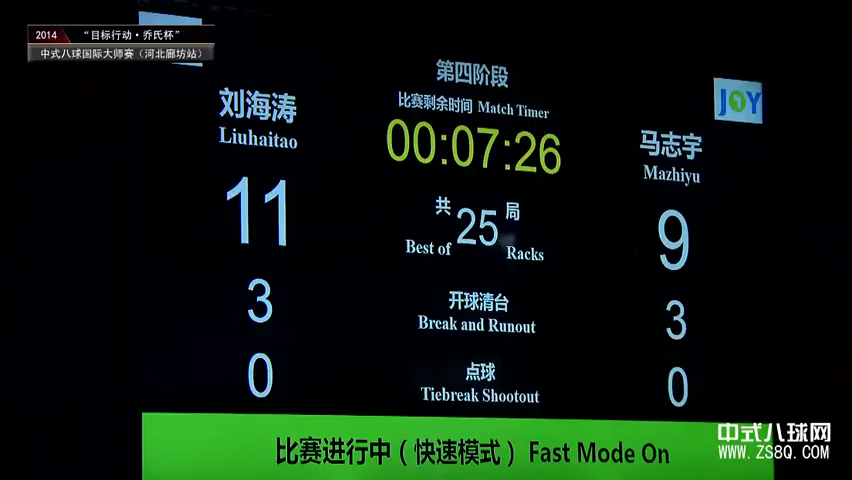 2014 “目标行动·乔氏杯”
中式八球国际大师赛（河北廊坊站）
第四阶段
比赛剩余时间 Match Timer
00:07:26
JOY
刘海涛
Liuhaitao
马志宇
Mazhiyu
11
共 25 局
Best of Racks
9
3
开球清台
Break and Runout
3
0
点球
Tiebreak Shootout
0
比赛进行中（快速模式） Fast Mode On
中式八球网
WWW.ZS8Q.COM